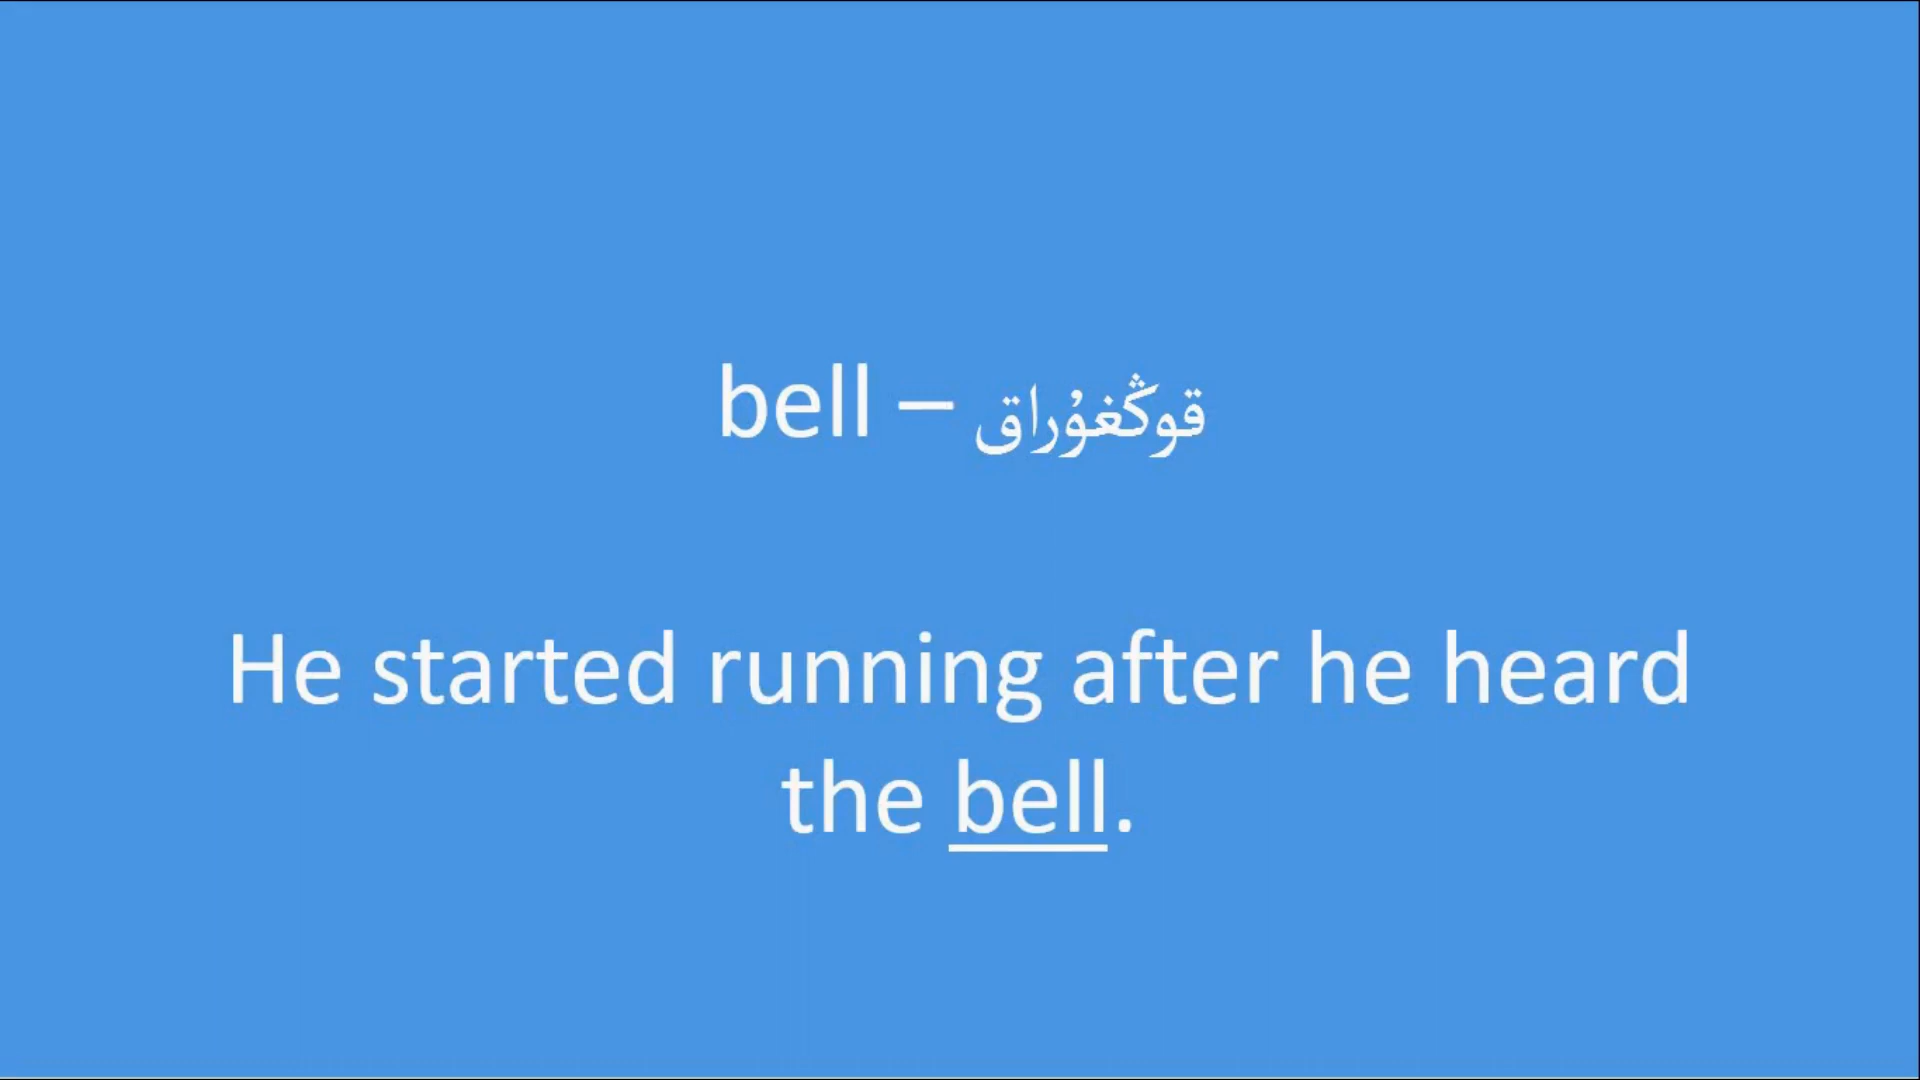 bell – قوڭغۇراق
He started running after he heard
the bell.